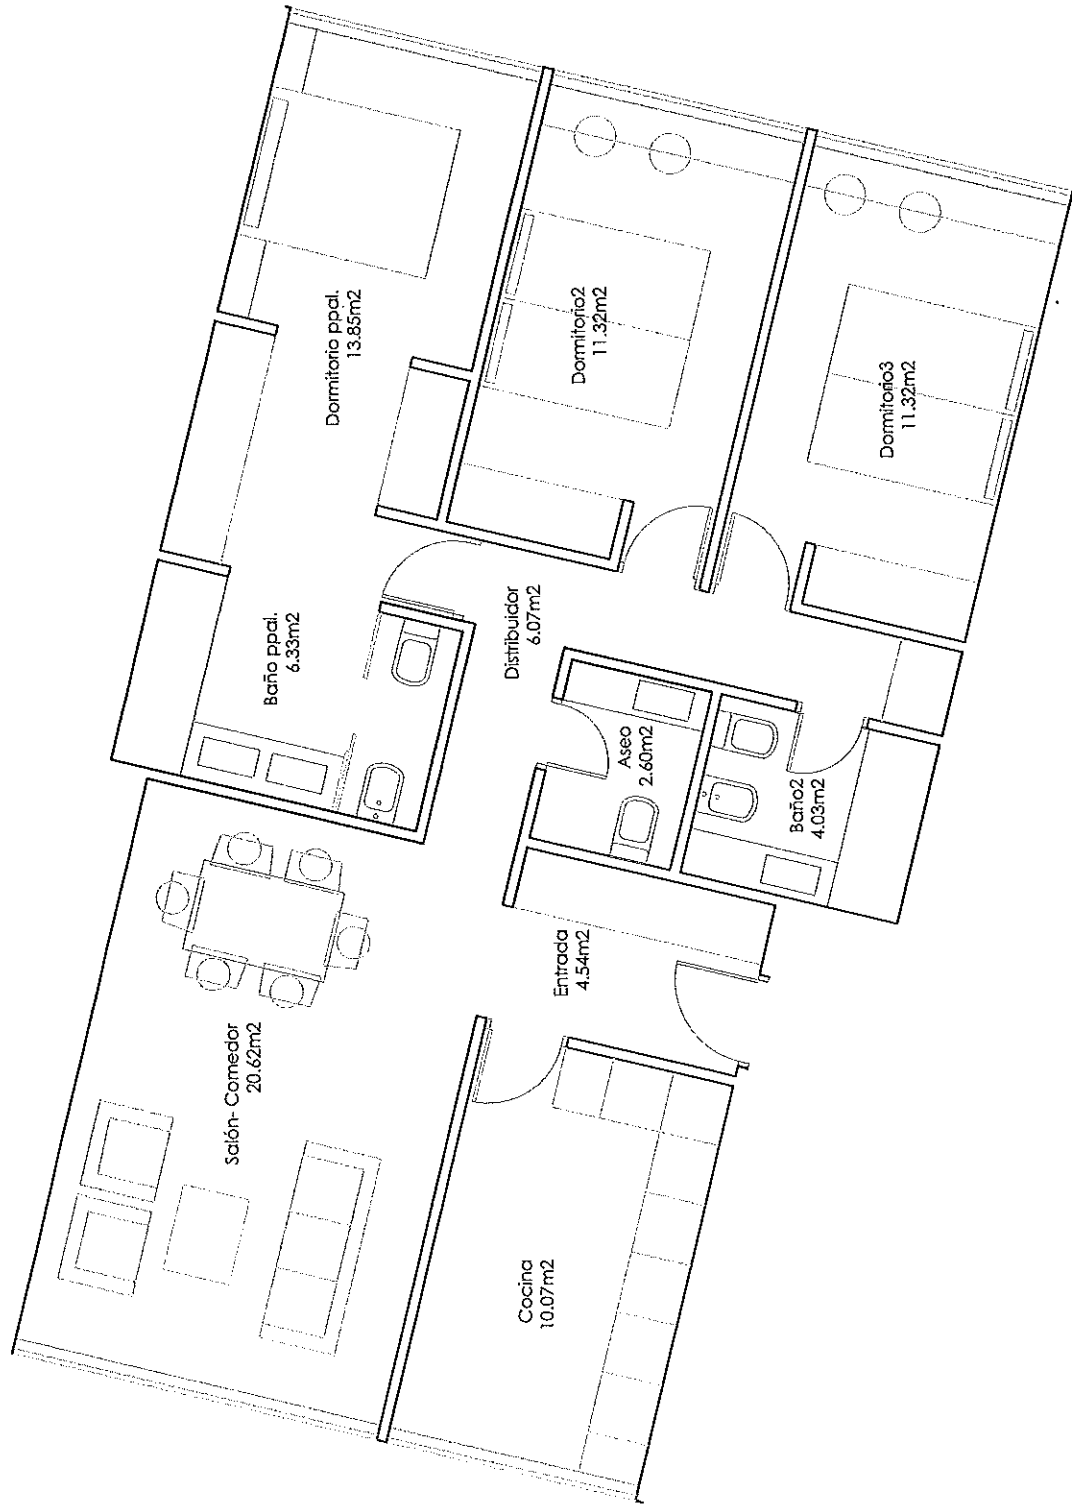 Dormitorio ppal.
13.85m2
Dormitorio2
11.32m2
Dormitorio3
11.32m2
Baño ppal.
6.33m2
Distribuidor
6.07m2
Aseo
2.60m2
Baño2
4.03m2
Entrada
4.54m2
Salón- Comedor
20.62m2
Cocina
10.07m2